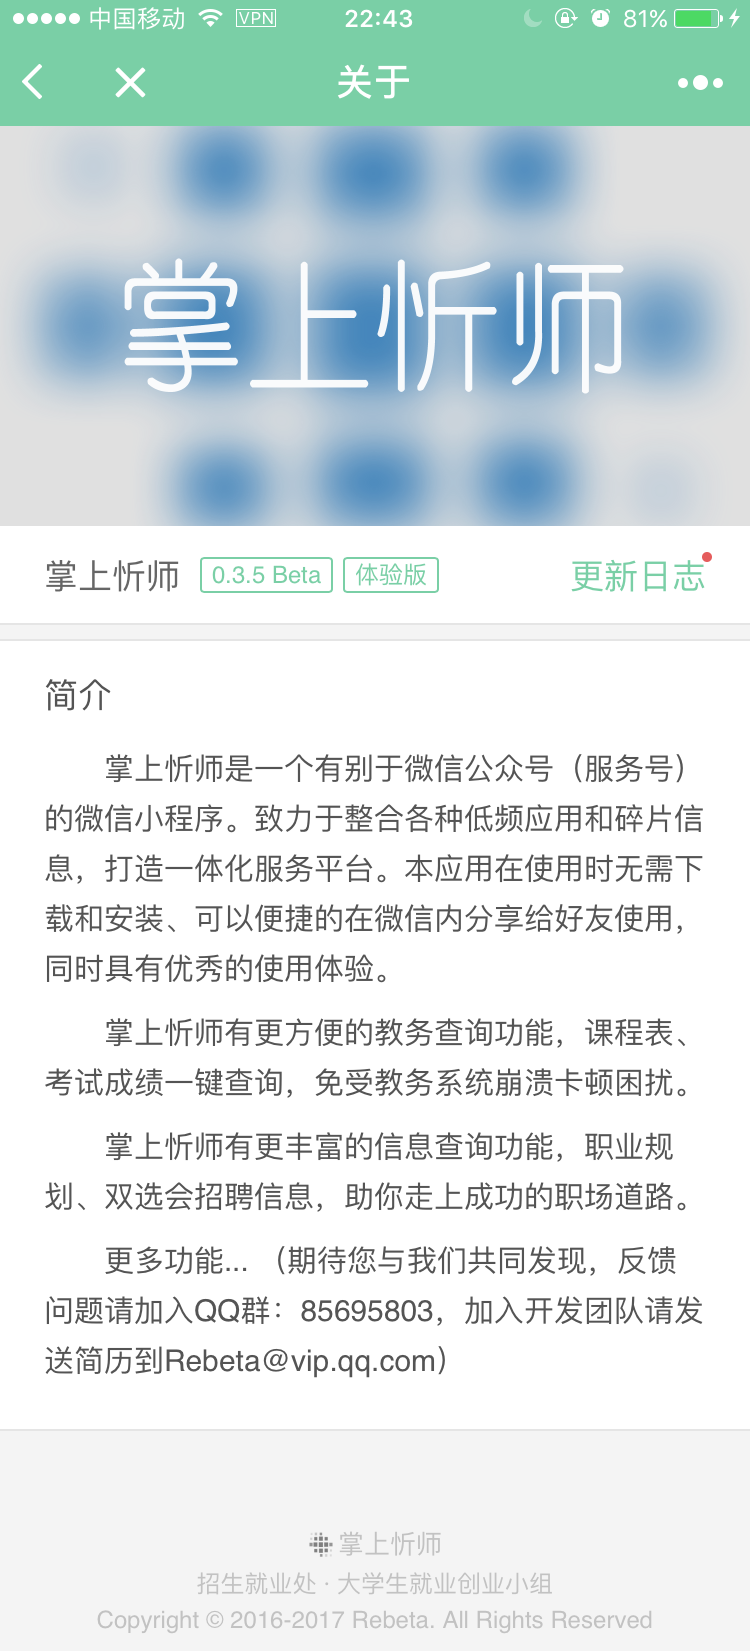 中国移动 VPN 22:43 81%
关于
掌上忻师
掌上忻师 0.3.5 Beta 体验版 更新日志
简介
掌上忻师是一个有别于微信公众号（服务号）
的微信小程序。致力于整合各种低频应用和碎片信
息，打造一体化服务平台。本应用在使用时无需下
载和安装、可以便捷的在微信内分享给好友使用，
同时具有优秀的使用体验。
掌上忻师有更方便的教务查询功能，课程表、
考试成绩一键查询，免受教务系统崩溃卡顿困扰。
掌上忻师有更丰富的信息查询功能，职业规
划、双选会招聘信息，助你走上成功的职场道路。
更多功能... （期待您与我们共同发现，反馈
问题请加入QQ群：85695803，加入开发团队请发
送简历到Rebeta@vip.qq.com）
掌上忻师
招生就业处 · 大学生就业创业小组
Copyright © 2016-2017 Rebeta. All Rights Reserved